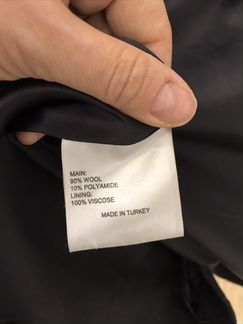 MAIN:
90% WOOL
10% POLYAMIDE
LINING:
100% VISCOSE
MADE IN TURKEY